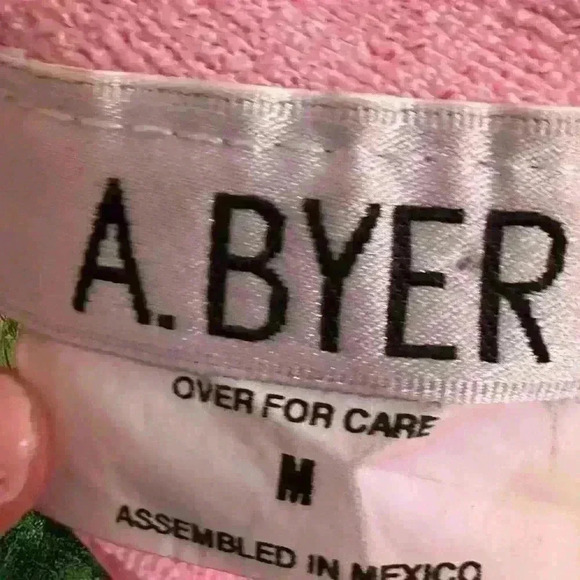 A. BYER
OVER FOR CARE
M
ASSEMBLED IN MEXICO